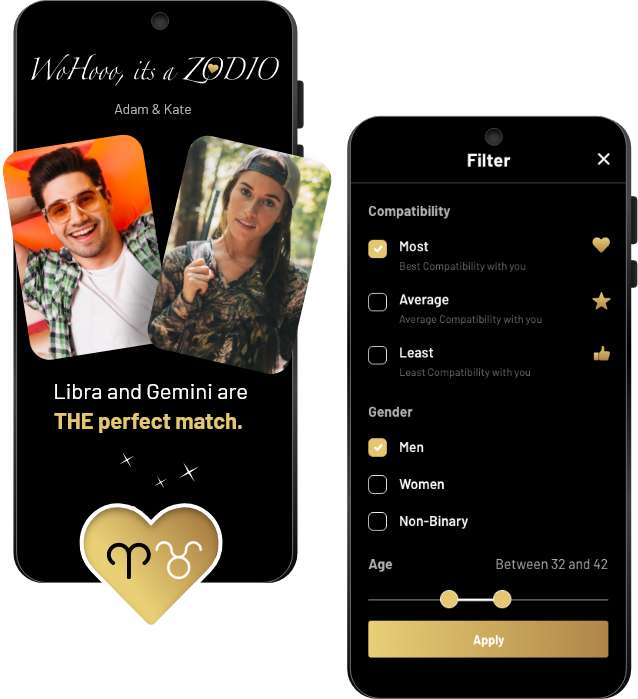 WoHooo, its a ZODIO
Adam & Kate
Libra and Gemini are
THE perfect match.
Filter
Compatibility
Most
Best Compatibility with you
Average
Average Compatibility with you
Least
Least Compatibility with you
Gender
Men
Women
Non-Binary
Age
Between 32 and 42
Apply